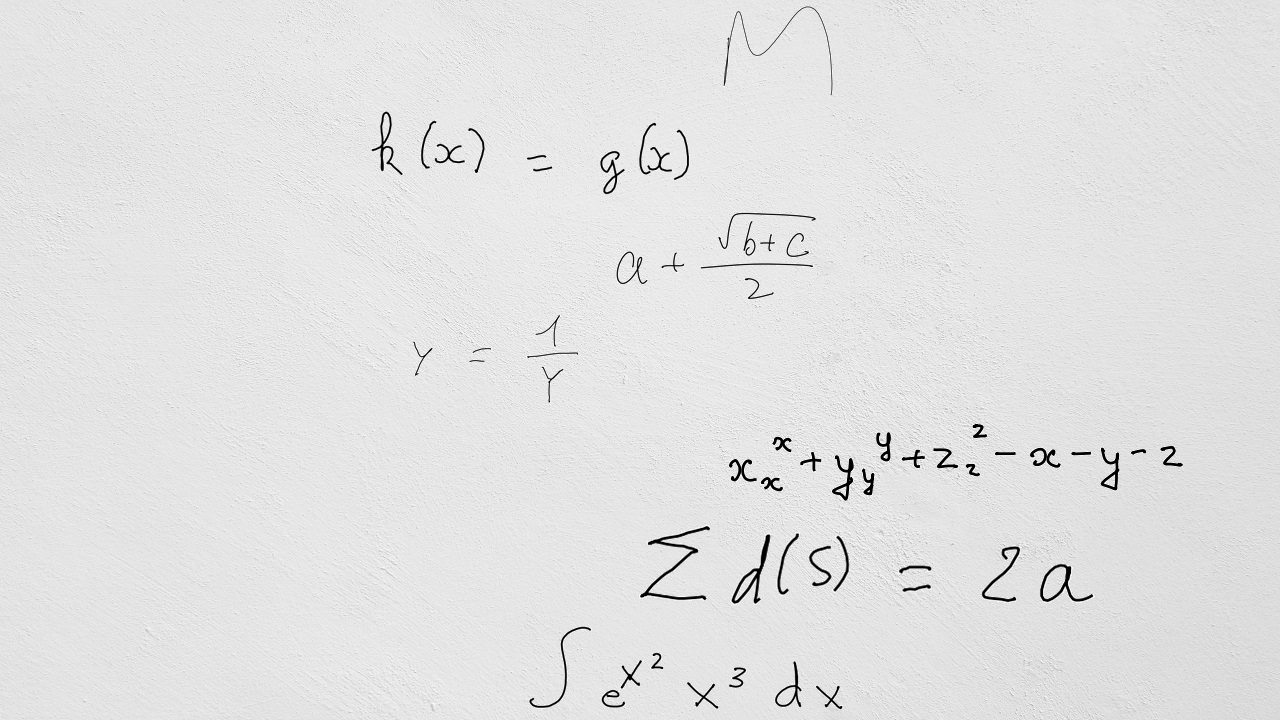 M
k(x) = g(x)
a + \frac{\sqrt{b+c}}{2}
Y = \frac{1}{Y}
x_x^x + y_y^y + z_z^z - x - y - z
\sum d(S) = 2a
\int e^{x^2} x^3 dx